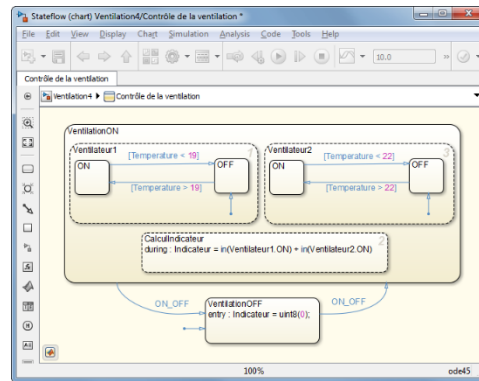 Stateflow (chart) Ventilation4/Contrôle de la ventilation *
File Edit View Display Chart Simulation Analysis Code Tools Help
10.0
Contrôle de la ventilation
Ventilation4 Contrôle de la ventilation
VentilationON
Ventilateur1 1
ON
[Temperature < 19]
OFF
[Temperature > 19]
Ventilateur2 3
ON
[Temperature < 22]
OFF
[Temperature > 22]
CalculIndicateur 2
during : Indicateur = in(Ventilateur1.ON) + in(Ventilateur2.ON)
ON_OFF
VentilationOFF
entry : Indicateur = uint8(0);
ON_OFF
100%
ode45